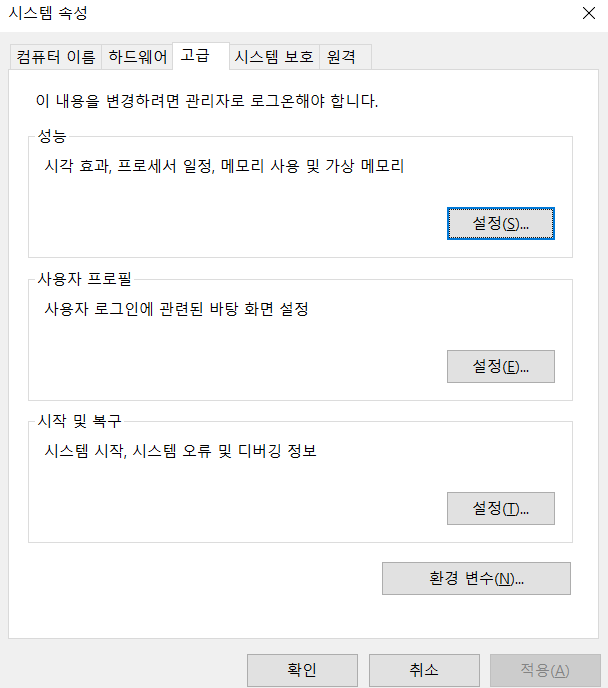 시스템 속성
컴퓨터 이름 하드웨어 고급 시스템 보호 원격
이 내용을 변경하려면 관리자로 로그온해야 합니다.
성능
시각 효과, 프로세서 일정, 메모리 사용 및 가상 메모리
설정(S)...
사용자 프로필
사용자 로그인에 관련된 바탕 화면 설정
설정(E)...
시작 및 복구
시스템 시작, 시스템 오류 및 디버깅 정보
설정(T)...
환경 변수(N)...
확인 취소 적용(A)